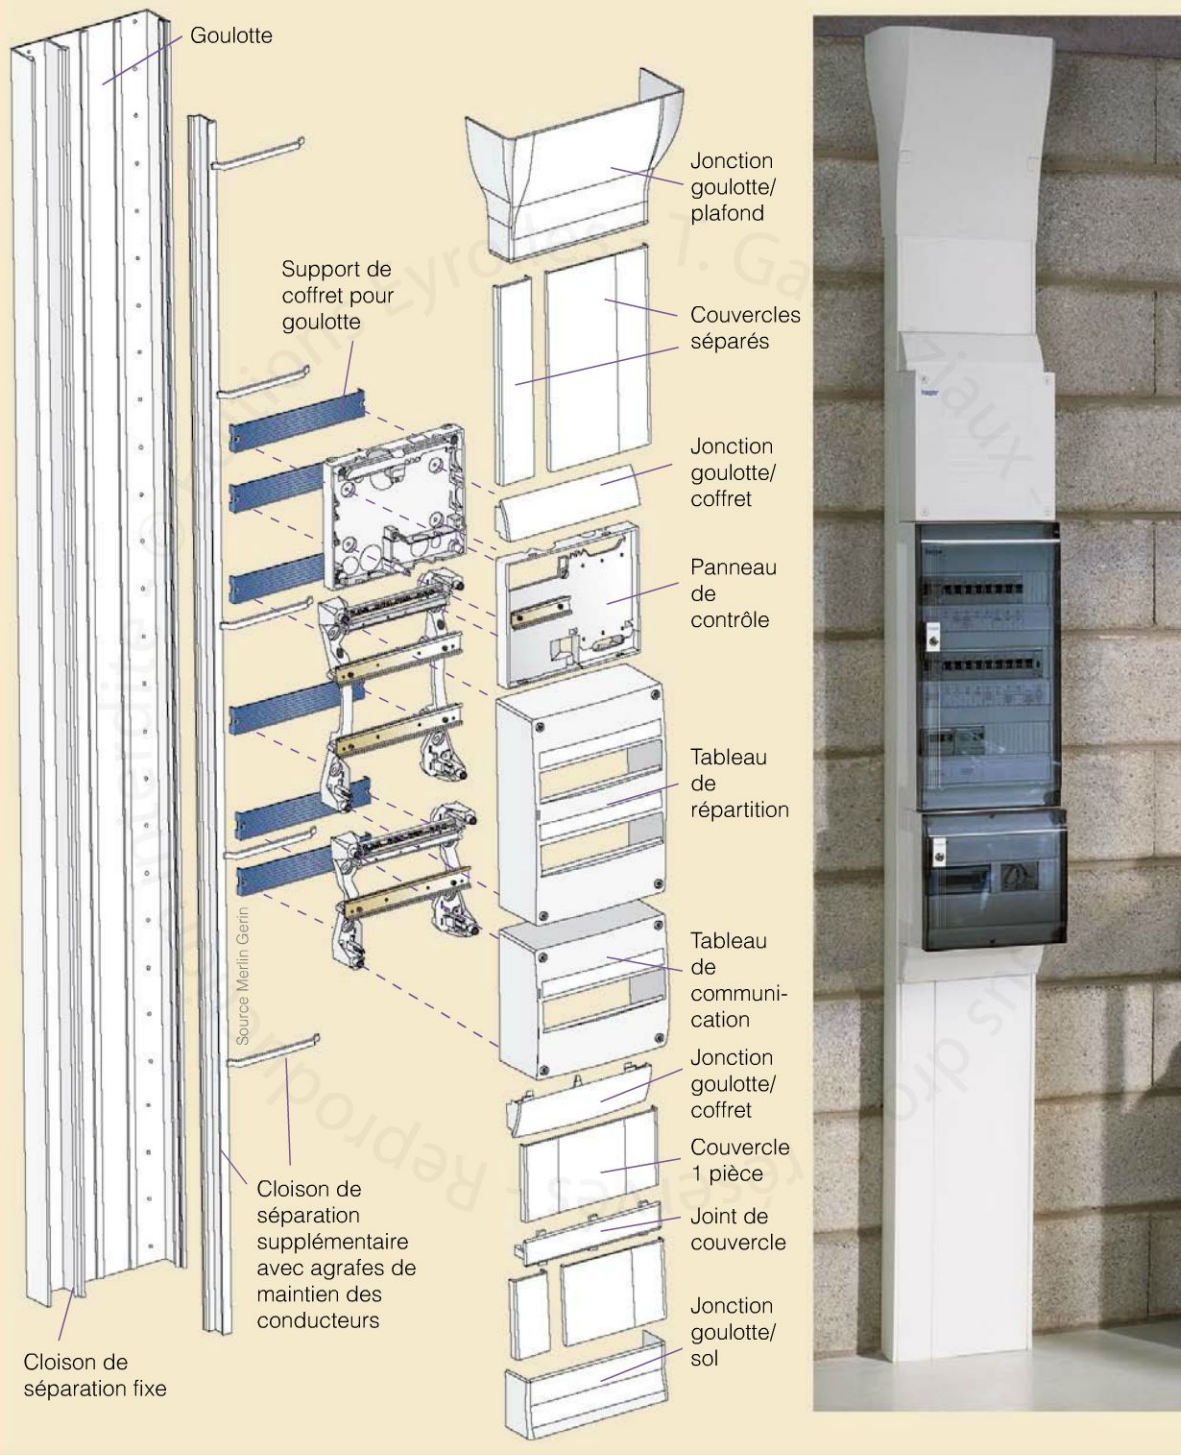 Goulotte
Jonction
goulotte/
plafond
Support de
coffret pour
goulotte
Couvercles
séparés
Jonction
goulotte/
coffret
Panneau
de
contrôle
Tableau
de
répartition
Source Merlin Gerin
Tableau
de
communi-
cation
Jonction
goulotte/
coffret
Couvercle
1 pièce
Cloison de
séparation
supplémentaire
avec agrafes de
maintien des
conducteurs
Joint de
couvercle
Jonction
goulotte/
sol
Cloison de
séparation fixe
hager